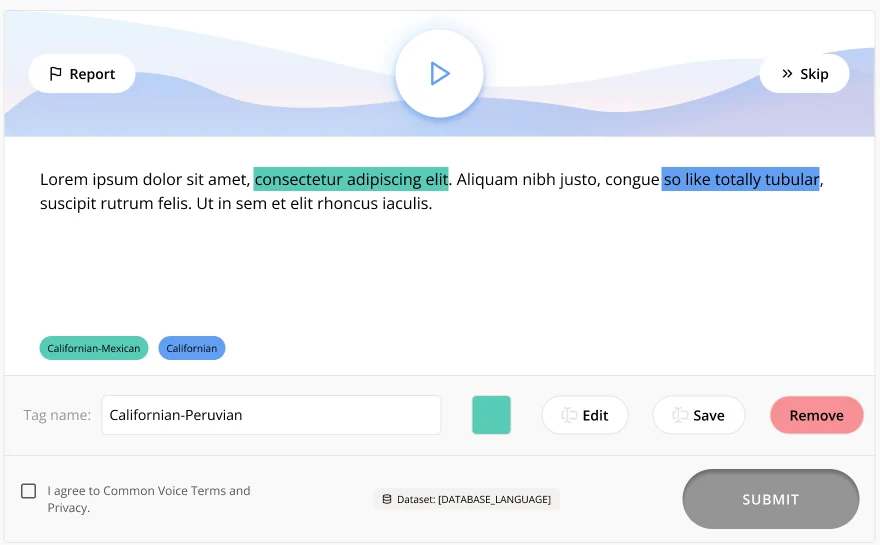 Report
Skip
Lorem ipsum dolor sit amet, consectetur adipiscing elit. Aliquam nibh justo, congue so like totally tubular,
suscipit rutrum felis. Ut in sem et elit rhoncus iaculis.
Californian-Mexican
Californian
Tag name:
Californian-Peruvian
Edit
Save
Remove
I agree to Common Voice Terms and
Privacy.
Dataset: [DATABASE_LANGUAGE]
SUBMIT